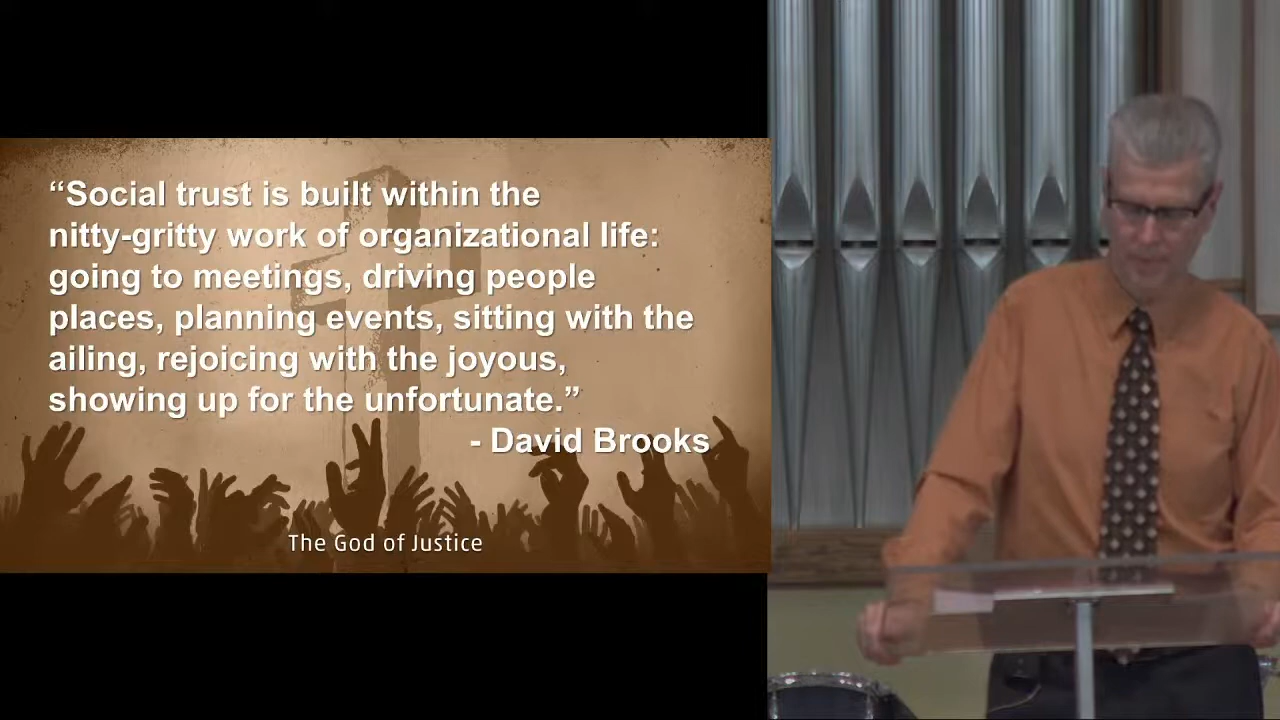 “Social trust is built within the
nitty-gritty work of organizational life:
going to meetings, driving people
places, planning events, sitting with the
ailing, rejoicing with the joyous,
showing up for the unfortunate.”
- David Brooks
The God of Justice